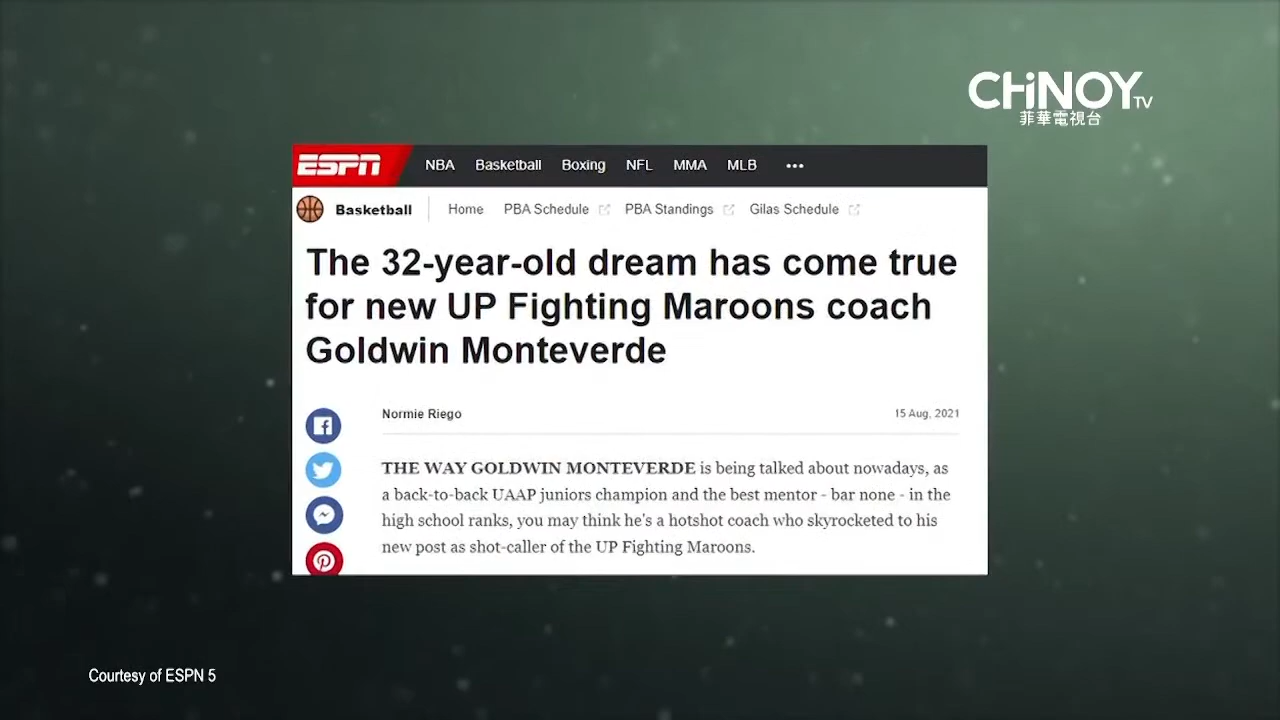 CHiNOY TV
菲華電視台
ESPN NBA Basketball Boxing NFL MMA MLB •••
Basketball Home PBA Schedule PBA Standings Gilas Schedule
The 32-year-old dream has come true
for new UP Fighting Maroons coach
Goldwin Monteverde
Normie Riego 15 Aug, 2021
THE WAY GOLDWIN MONTEVERDE is being talked about nowadays, as
a back-to-back UAAP juniors champion and the best mentor - bar none - in the
high school ranks, you may think he's a hotshot coach who skyrocketed to his
new post as shot-caller of the UP Fighting Maroons.
Courtesy of ESPN 5